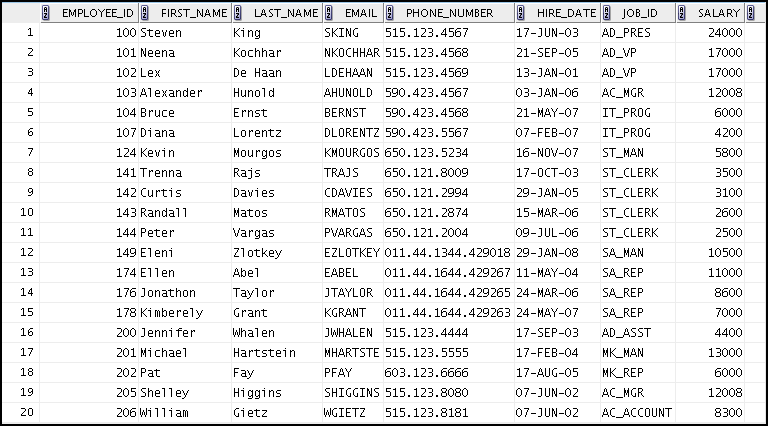 EMPLOYEE_ID FIRST_NAME LAST_NAME EMAIL PHONE_NUMBER HIRE_DATE JOB_ID SALARY
1 100 Steven King SKING 515.123.4567 17-JUN-03 AD_PRES 24000
2 101 Neena Kochhar NKOCHHAR 515.123.4568 21-SEP-05 AD_VP 17000
3 102 Lex De Haan LDEHAAN 515.123.4569 13-JAN-01 AD_VP 17000
4 103 Alexander Hunold AHUNOLD 590.423.4567 03-JAN-06 AC_MGR 12008
5 104 Bruce Ernst BERNST 590.423.4568 21-MAY-07 IT_PROG 6000
6 107 Diana Lorentz DLORENTZ 590.423.5567 07-FEB-07 IT_PROG 4200
7 124 Kevin Mourgos KMOURGOS 650.123.5234 16-NOV-07 ST_MAN 5800
8 141 Trenna Rajs TRAJS 650.121.8009 17-OCT-03 ST_CLERK 3500
9 142 Curtis Davies CDAVIES 650.121.2994 29-JAN-05 ST_CLERK 3100
10 143 Randall Matos RMATOS 650.121.2874 15-MAR-06 ST_CLERK 2600
11 144 Peter Vargas PVARGAS 650.121.2004 09-JUL-06 ST_CLERK 2500
12 149 Eleni Zlotkey EZLOTKEY 011.44.1344.429018 29-JAN-08 SA_MAN 10500
13 174 Ellen Abel EABEL 011.44.1644.429267 11-MAY-04 SA_REP 11000
14 176 Jonathon Taylor JTAYLOR 011.44.1644.429265 24-MAR-06 SA_REP 8600
15 178 Kimberely Grant KGRANT 011.44.1644.429263 24-MAY-07 SA_REP 7000
16 200 Jennifer Whalen JWHALEN 515.123.4444 17-SEP-03 AD_ASST 4400
17 201 Michael Hartstein MHARTSTE 515.123.5555 17-FEB-04 MK_MAN 13000
18 202 Pat Fay PFAY 603.123.6666 17-AUG-05 MK_REP 6000
19 205 Shelley Higgins SHIGGINS 515.123.8080 07-JUN-02 AC_MGR 12008
20 206 William Gietz WGIETZ 515.123.8181 07-JUN-02 AC_ACCOUNT 8300